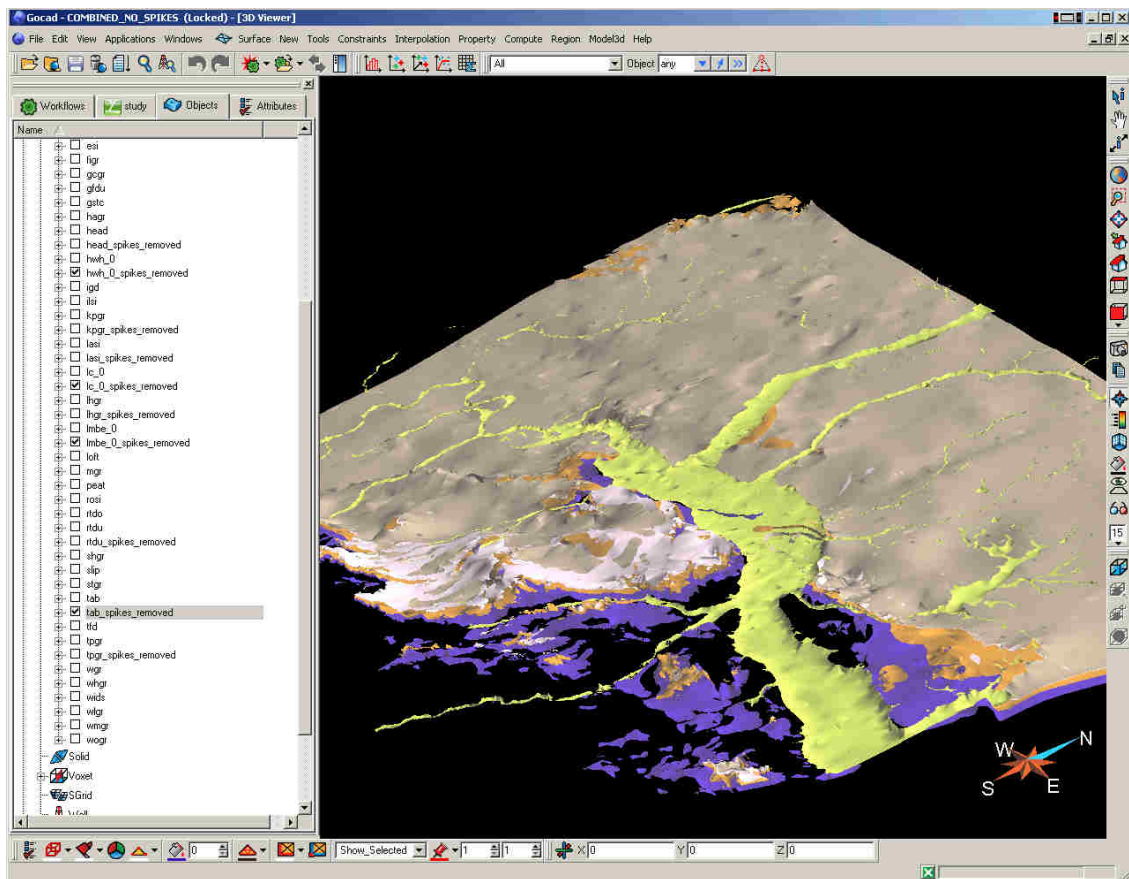 Gocad - COMBINED_NO_SPIKES (Locked) - [3D Viewer]
File Edit View Applications Windows Surface New Tools Constraints Interpolation Property Compute Region Model3d Help
All Object any
Workflows study Objects Attributes
Name
esi
figr
gcgr
gfdu
gstc
hagr
head
head_spikes_removed
hwh_0
hwh_0_spikes_removed
igd
ilsi
kpgr
kpgr_spikes_removed
lasi
lasi_spikes_removed
lc_0
lc_0_spikes_removed
lhgr
lhgr_spikes_removed
lmbe_0
lmbe_0_spikes_removed
loft
mgr
peat
rosi
rtdo
rtdu
rtdu_spikes_removed
shgr
slip
stgr
tab
tab_spikes_removed
tfd
tpgr
tpgr_spikes_removed
wgr
whgr
wids
wlgr
wmgr
wogr
Solid
Voxet
SGrid
15
W N
S E
0 Show_Selected 1 1 X 0 Y 0 Z 0